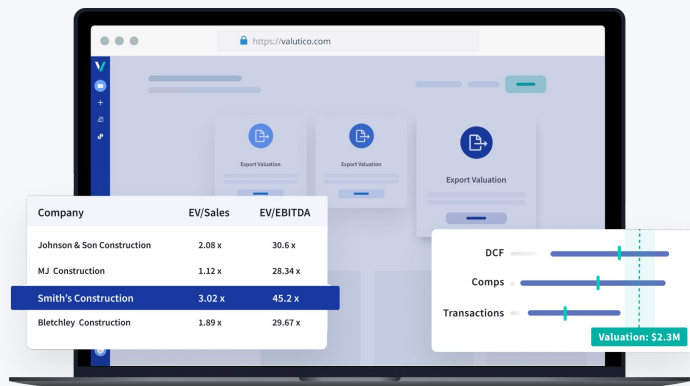 https://valutico.com
Export Valuation
Export Valuation
Export Valuation
Company EV/Sales EV/EBITDA
Johnson & Son Construction 2.08 x 30.6 x
MJ Construction 1.12 x 28.34 x
Smith's Construction 3.02 x 45.2 x
Bletchley Construction 1.89 x 29.67 x
DCF
Comps
Transactions
Valuation: $2.3M